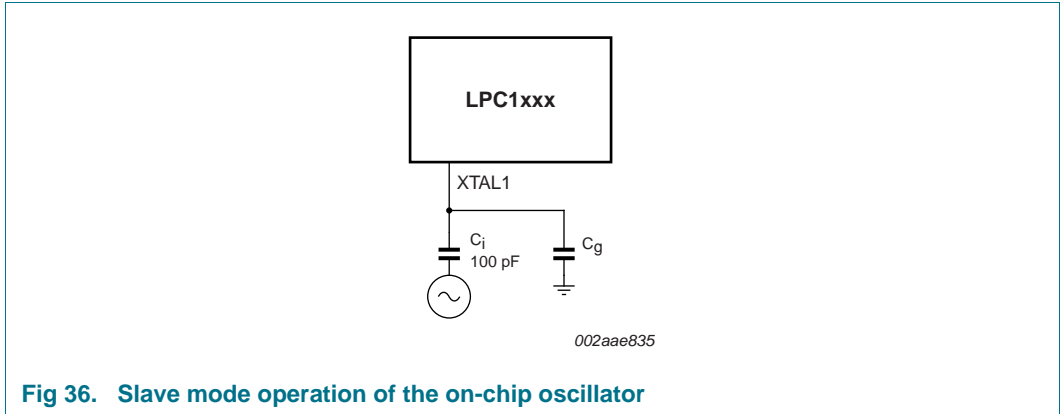 LPC1xxx
XTAL1
Ci
100 pF
Cg
002aae835
Fig 36. Slave mode operation of the on-chip oscillator